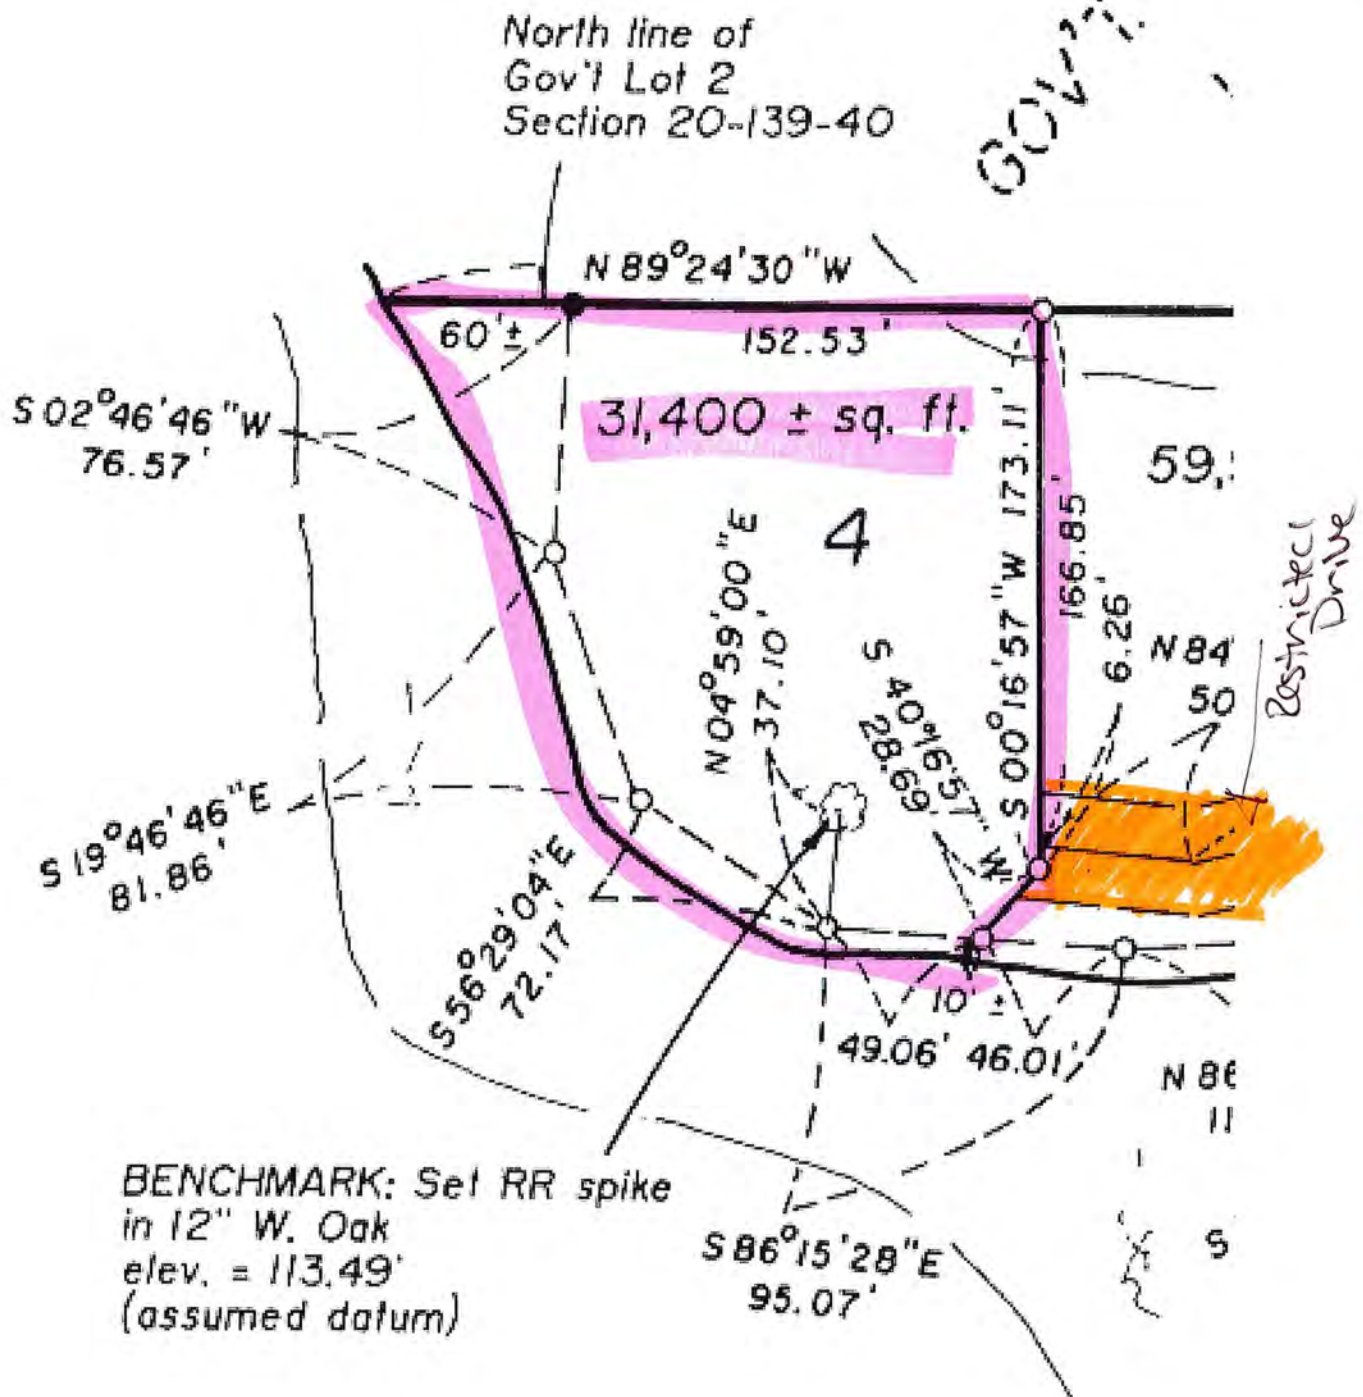 North line of
Gov't Lot 2
Section 20-139-40
GOV'T.
N 89°24'30"W
60'±
152.53'
S 02°46'46"W
76.57'
31,400 ± sq. ft.
S 00°16'57"W 173.11'
166.85'
59,
4
N 04°59'00"E
37.10'
S 40°16'57"W
28.69'
6.26'
N 84
50
Restricted
Drive
S 19°46'46"E
81.86'
S 56°29'04"E
72.17'
10' ±
49.06' 46.01'
N 86
11
S
BENCHMARK: Set RR spike
in 12" W. Oak
elev. = 113.49'
(assumed datum)
S 86°15'28"E
95.07'